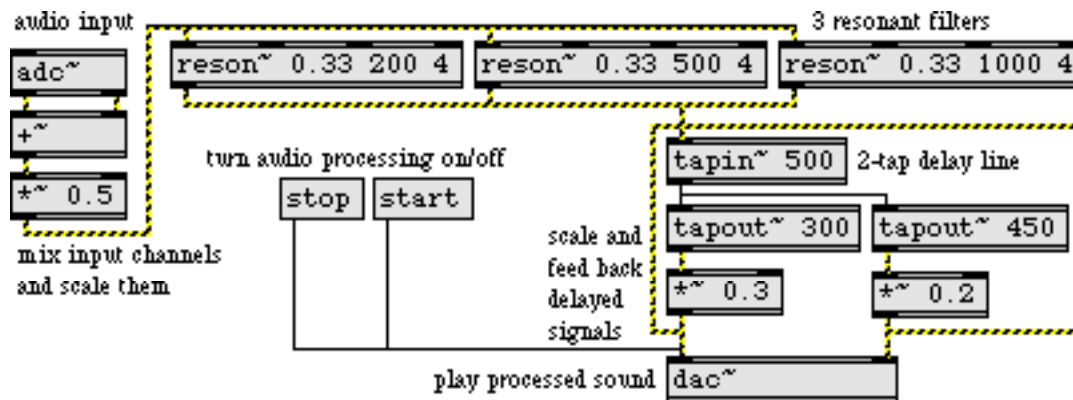 audio input
3 resonant filters
adc~
reson~ 0.33 200 4
reson~ 0.33 500 4
reson~ 0.33 1000 4
+~
*~ 0.5
mix input channels
and scale them
turn audio processing on/off
stop
start
tapin~ 500
2-tap delay line
tapout~ 300
tapout~ 450
scale and
feed back
delayed
signals
*~ 0.3
*~ 0.2
play processed sound
dac~